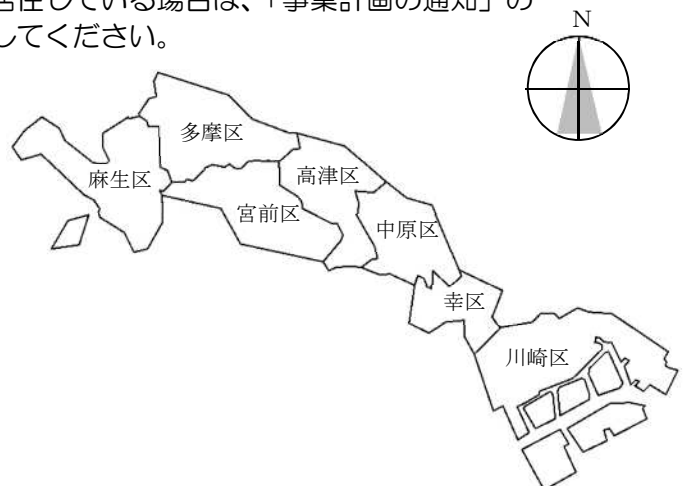 居住している場合は、「事業計画の通知」の
してください。
N
多摩区
麻生区
高津区
宮前区
中原区
幸区
川崎区